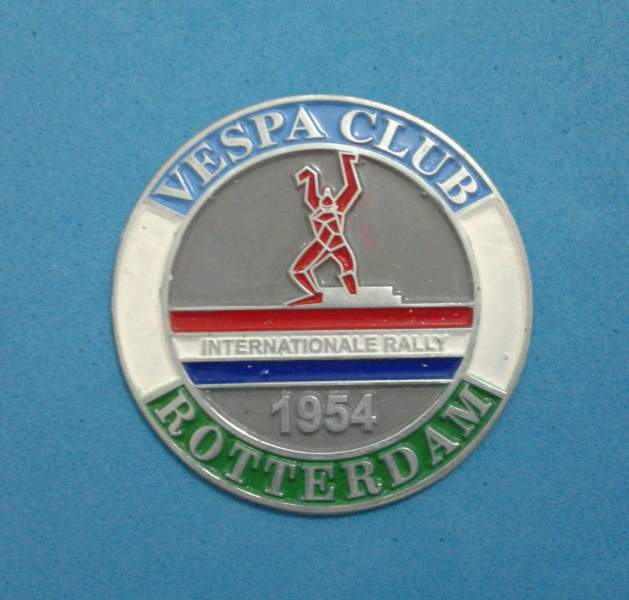 VESPA CLUB
INTERNATIONALE RALLY
1954
ROTTERDAM